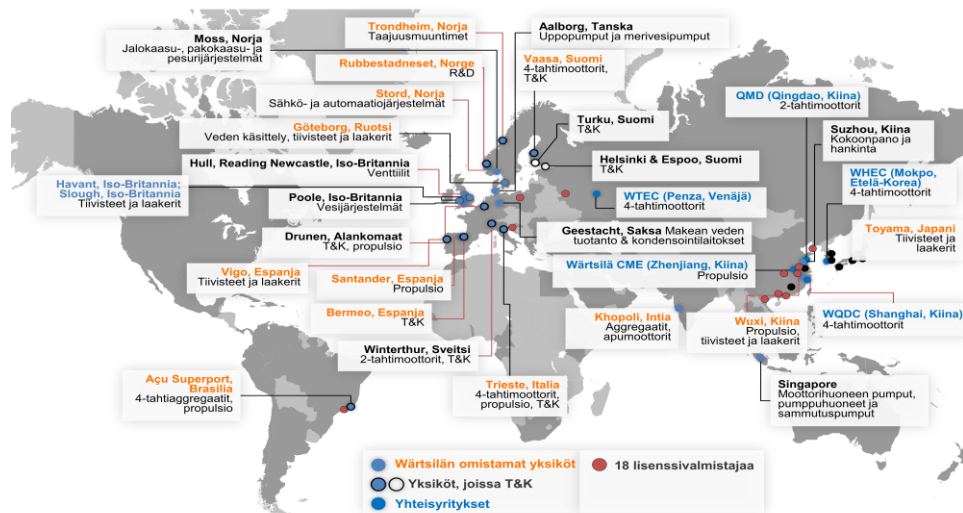 Moss, Norja
Jalokaasu-, pakokaasu- ja
pesurijärjestelmät
Trondheim, Norja
Taajuusmuuntimet
Rubbestadneset, Norge
R&D
Stord, Norja
Sähkö- ja automaatiojärjestelmät
Göteborg, Ruotsi
Veden käsittely, tiivisteet ja laakerit
Hull, Reading Newcastle, Iso-Britannia
Venttiilit
Havant, Iso-Britannia;
Slough, Iso-Britannia
Tiivisteet ja laakerit
Poole, Iso-Britannia
Vesijärjestelmät
Drunen, Alankomaat
T&K, propulsio
Vigo, Espanja
Tiivisteet ja laakerit
Santander, Espanja
Propulsio
Bermeo, Espanja
T&K
Winterthur, Sveitsi
2-tahtimoottorit, T&K
Açu Superport,
Brasilia
4-tahtiaggregaatit,
propulsio
Aalborg, Tanska
Uppopumput ja merivesipumput
Vaasa, Suomi
4-tahtimoottorit,
T&K
Turku, Suomi
T&K
Helsinki & Espoo, Suomi
T&K
WTEC (Penza, Venäjä)
4-tahtimoottorit
Geestacht, Saksa Makean veden
tuotanto & kondensointilaitokset
Wärtsilä CME (Zhenjiang, Kiina)
Propulsio
Khopoli, Intia
Aggregaatit,
apumoottorit
Trieste, Italia
4-tahtimoottorit,
propulsio, T&K
QMD (Qingdao, Kiina)
2-tahtimoottorit
Suzhou, Kiina
Kokoonpano ja
hankinta
WHEC (Mokpo,
Etelä-Korea)
4-tahtimoottorit
Toyama, Japani
Tiivisteet ja
laakerit
Wuxi, Kiina
Propulsio,
tiivisteet ja laakerit
WQDC (Shanghai, Kiina)
4-tahtimoottorit
Singapore
Moottorihuoneen pumput,
pumppuhuoneet ja
sammutuspumput
Wärtsilän omistamat yksiköt
Yksiköt, joissa T&K
Yhteisyritykset
18 lisenssivalmistajaa